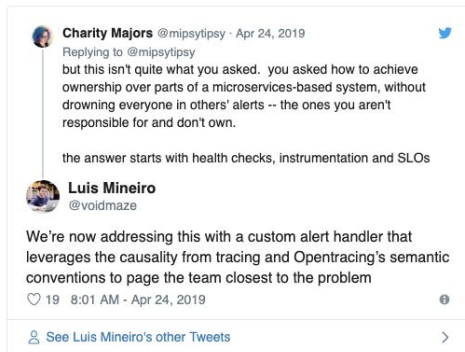 Charity Majors @mipsytipsy · Apr 24, 2019
Replying to @mipsytipsy
but this isn't quite what you asked. you asked how to achieve
ownership over parts of a microservices-based system, without
drowning everyone in others' alerts -- the ones you aren't
responsible for and don't own.
the answer starts with health checks, instrumentation and SLOs
Luis Mineiro
@voidmaze
We're now addressing this with a custom alert handler that
leverages the causality from tracing and Opentracing's semantic
conventions to page the team closest to the problem
19 8:01 AM - Apr 24, 2019
See Luis Mineiro's other Tweets